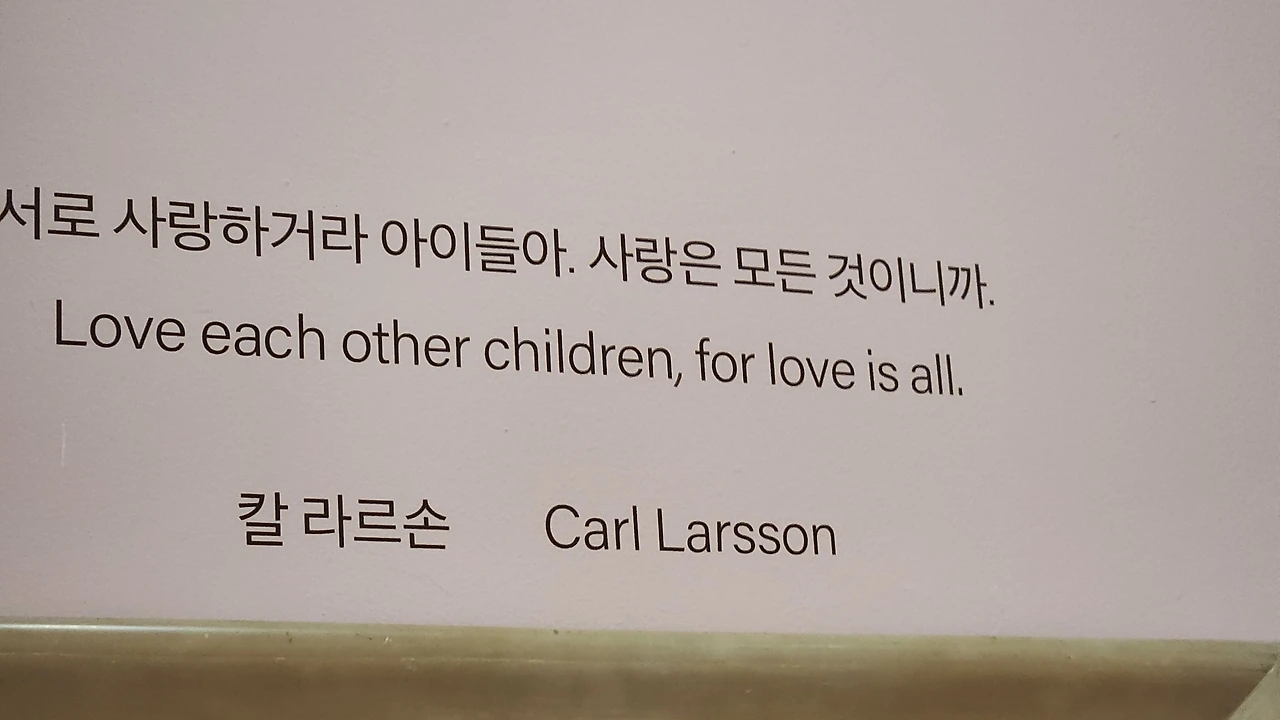 서로 사랑하거라 아이들아. 사랑은 모든 것이니까.
Love each other children, for love is all.
칼 라르손 Carl Larsson